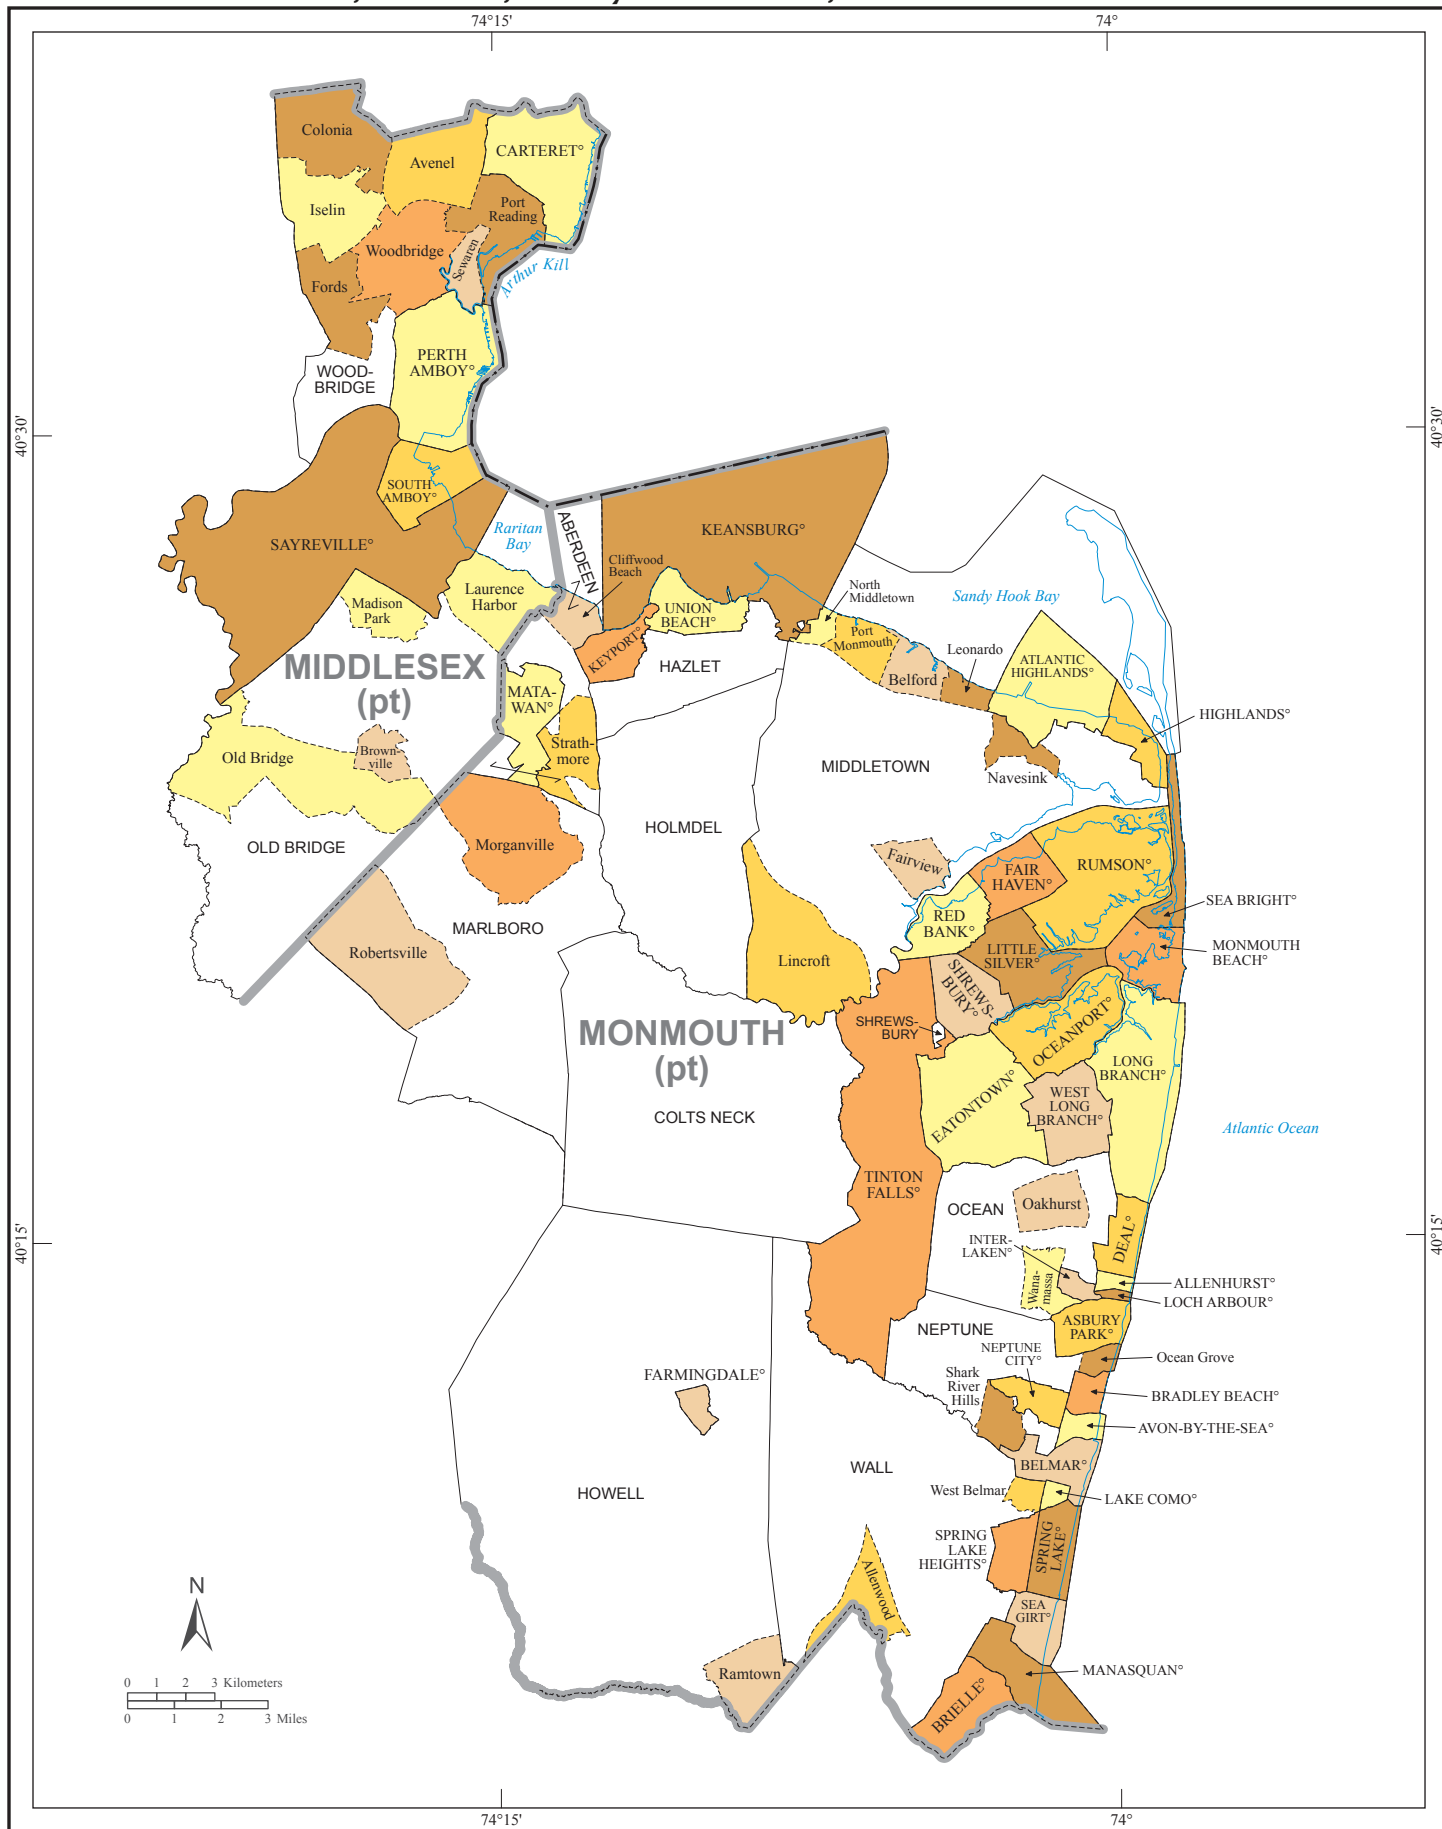 74°15'
74°
Colonia
Avenel
CARTERET°
Iselin
Port
Reading
Woodbridge
Sewaren
Fords
Arthur Kill
PERTH
AMBOY°
WOOD-
BRIDGE
40°30'
40°30'
SOUTH
AMBOY°
SAYREVILLE°
Raritan
Bay
ABERDEEN
KEANSBURG°
Cliffwood
Beach
Laurence
Harbor
Madison
Park
UNION
BEACH°
North
Middletown
Sandy Hook Bay
Port
Monmouth
KEYPORT°
HAZLET
Leonardo
Belford
ATLANTIC
HIGHLANDS°
MIDDLESEX
(pt)
MATA-
WAN°
HIGHLANDS°
Strath-
more
Old Bridge
Brown-
ville
MIDDLETOWN
Navesink
HOLMDEL
OLD BRIDGE
Morganville
Fairview
FAIR
HAVEN°
RUMSON°
SEA BRIGHT°
RED
BANK°
MARLBORO
Robertsville
Lincroft
LITTLE
SILVER°
MONMOUTH
BEACH°
SHREWS-
BURY°
MONMOUTH
(pt)
SHREWS-
BURY
OCEANPORT°
LONG
BRANCH°
EATONTOWN°
WEST
LONG
BRANCH°
COLTS NECK
Atlantic Ocean
TINTON
FALLS°
OCEAN
Oakhurst
DEAL°
40°15'
40°15'
INTER-
LAKEN°
Wana-
massa
ALLENHURST°
LOCH ARBOUR°
ASBURY
PARK°
NEPTUNE
NEPTUNE
CITY°
Ocean Grove
Shark
River
Hills
FARMINGDALE°
BRADLEY BEACH°
AVON-BY-THE-SEA°
WALL
BELMAR°
HOWELL
West Belmar
LAKE COMO°
SPRING
LAKE
HEIGHTS°
SPRING
LAKE°
Allenwood
SEA
GIRT°
N
Ramtown
MANASQUAN°
BRIELLE°
0 1 2 3 Kilometers
0 1 2 3 Miles
74°15'
74°